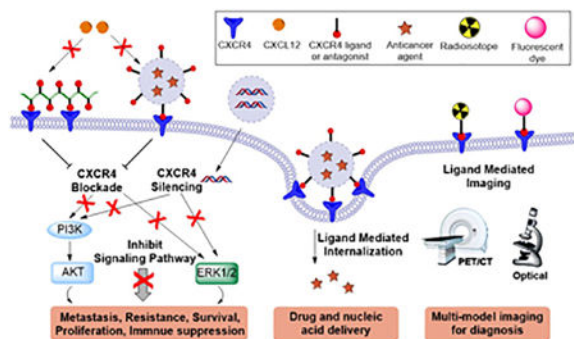 CXCR4
CXCL12
CXCR4 ligand
or antagonist
Anticancer
agent
Radioisotope
Fluorescent
dye
CXCR4
Blockade
CXCR4
Silencing
PI3K
AKT
Inhibit
Signaling Pathway
ERK1/2
Metastasis, Resistance, Survival,
Proliferation, Immnue suppression
Ligand Mediated
Internalization
Drug and nucleic
acid delivery
Ligand Mediated
Imaging
PET/CT
Optical
Multi-model imaging
for diagnosis